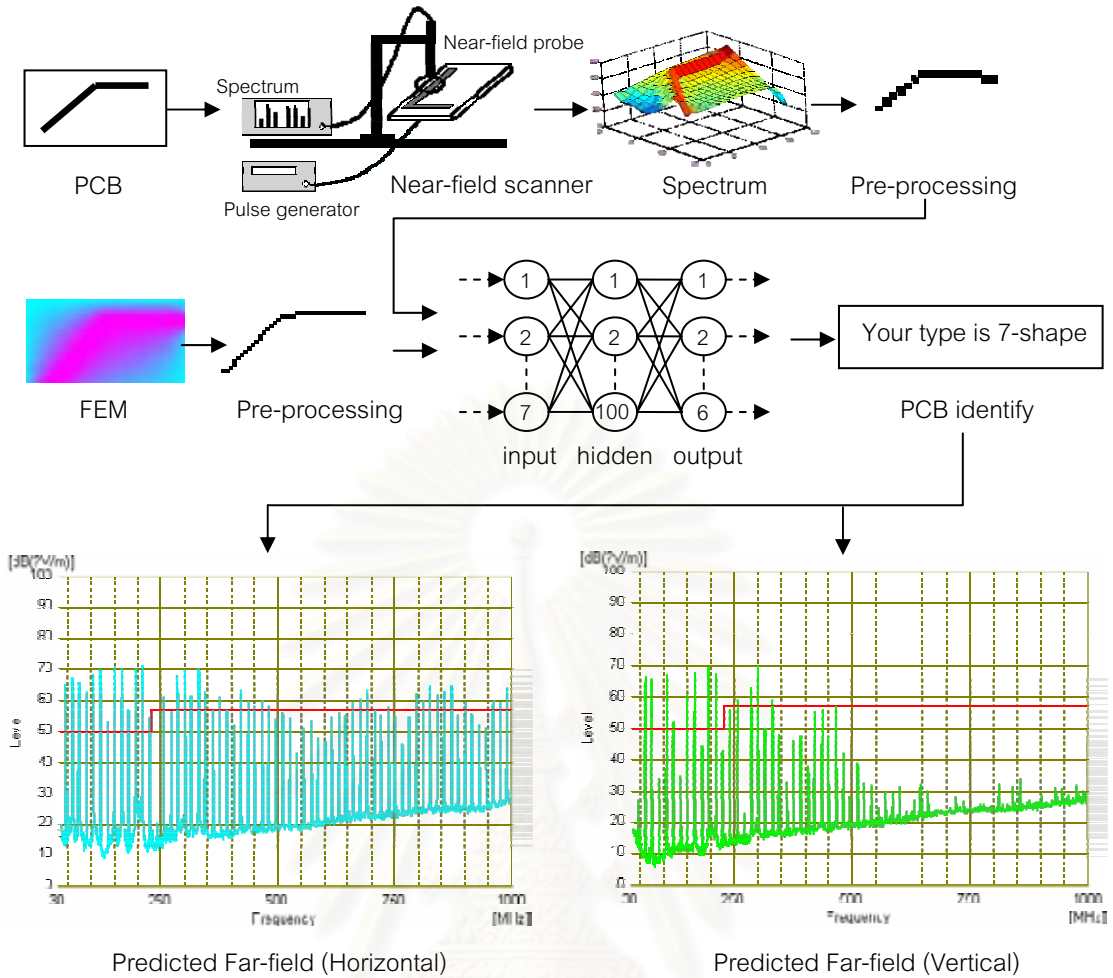 Near-field probe
Spectrum
PCB
Pulse generator
Near-field scanner
Spectrum
Pre-processing
1 1 1
2 2 2
7 100 6
Your type is 7-shape
FEM
Pre-processing
input hidden output
PCB identify
[dB(?V/m)]
100
90
80
70
60
50
40
30
20
10
0
Level
30 250 500 750 1000
Frequency
[MHz]
[dB(?V/m)]
100
90
80
70
60
50
40
30
20
10
Level
1000
Frequency
[MHz]
Predicted Far-field (Horizontal)
Predicted Far-field (Vertical)